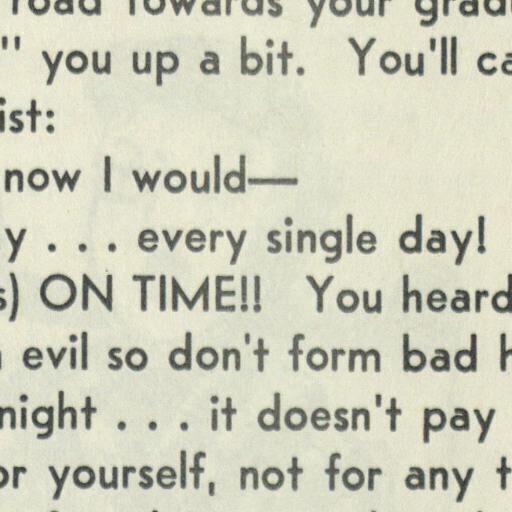 road towards your grad
" you up a bit. You'll ca
ist:
now I would—
y . . . every single day!
s) ON TIME!! You heard
evil so don't form bad h
night . . . it doesn't pay
or yourself, not for any t